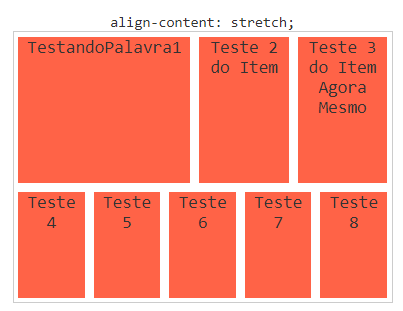 align-content: stretch;
TestandoPalavra1
Teste 2
do Item
Teste 3
do Item
Agora
Mesmo
Teste
4
Teste
5
Teste
6
Teste
7
Teste
8